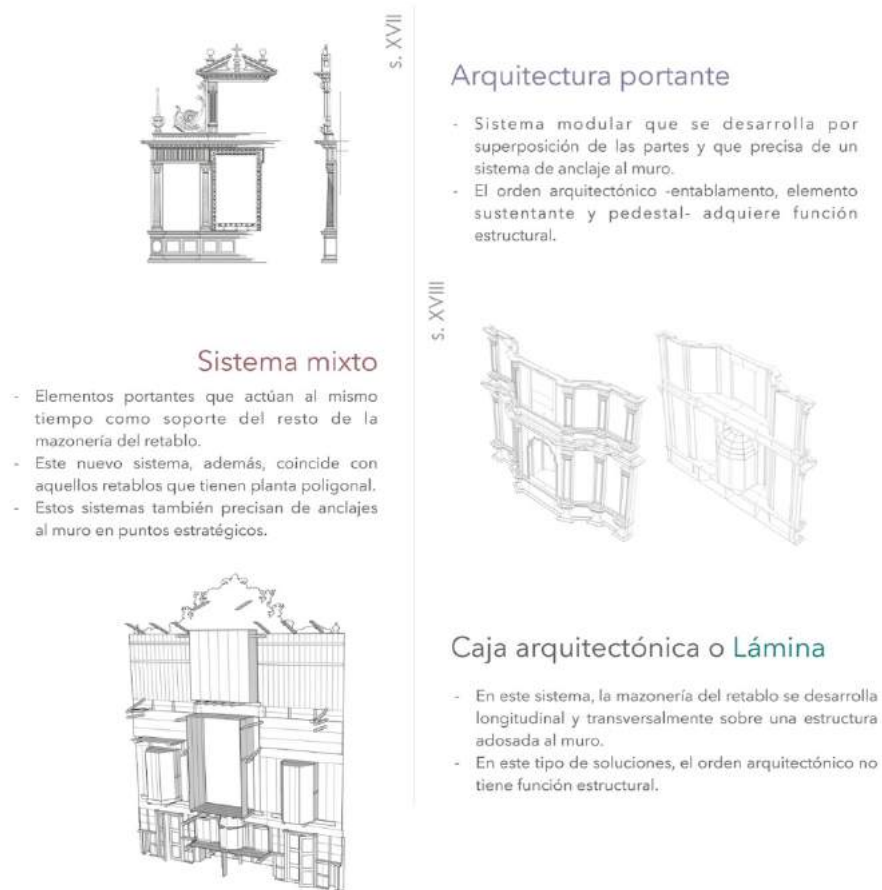 s. XVII
Arquitectura portante
- Sistema modular que se desarrolla por
superposición de las partes y que precisa de un
sistema de anclaje al muro.
- El orden arquitectónico -entablamento, elemento
sustentante y pedestal- adquiere función
estructural.
s. XVIII
Sistema mixto
- Elementos portantes que actúan al mismo
tiempo como soporte del resto de la
mazonería del retablo.
- Este nuevo sistema, además, coincide con
aquellos retablos que tienen planta poligonal.
- Estos sistemas también precisan de anclajes
al muro en puntos estratégicos.
Caja arquitectónica o Lámina
- En este sistema, la mazonería del retablo se desarrolla
longitudinal y transversalmente sobre una estructura
adosada al muro.
- En este tipo de soluciones, el orden arquitectónico no
tiene función estructural.